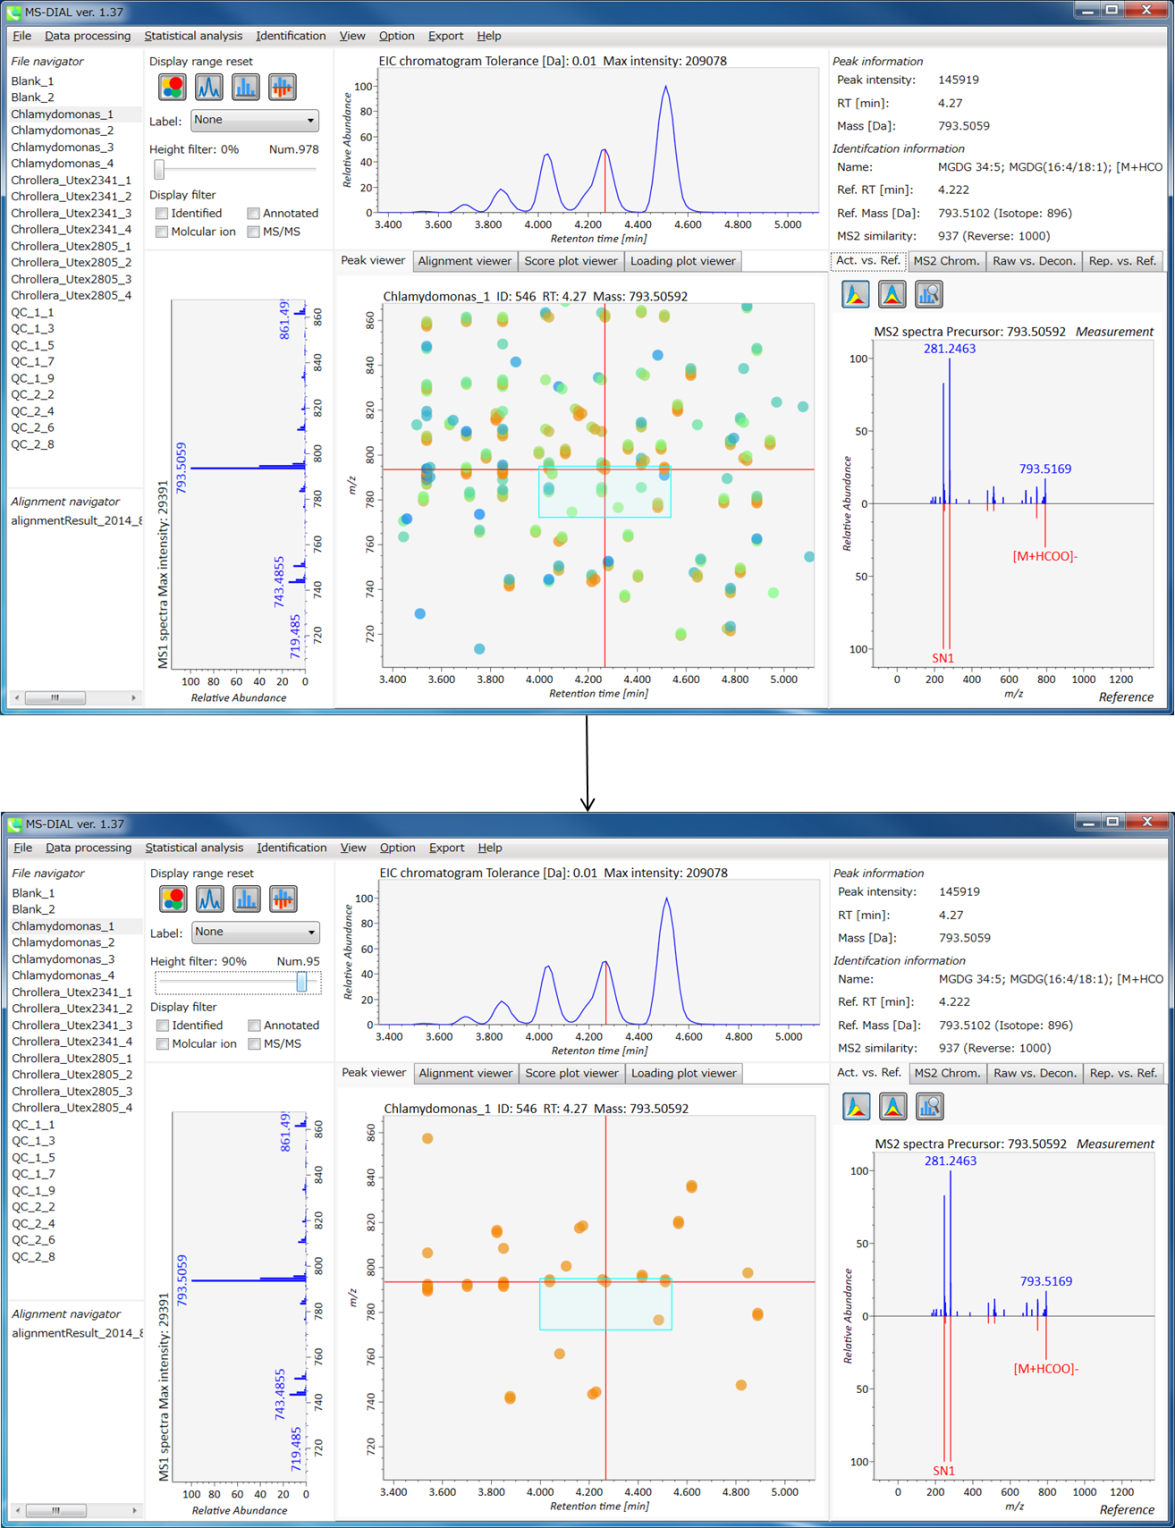 MS-DIAL ver. 1.37
File Data processing Statistical analysis Identification View Option Export Help
File navigator
Blank_1
Blank_2
Chlamydomonas_1
Chlamydomonas_2
Chlamydomonas_3
Chlamydomonas_4
Chrollera_Utex2341_1
Chrollera_Utex2341_2
Chrollera_Utex2341_3
Chrollera_Utex2341_4
Chrollera_Utex2805_1
Chrollera_Utex2805_2
Chrollera_Utex2805_3
Chrollera_Utex2805_4
QC_1_1
QC_1_3
QC_1_5
QC_1_7
QC_1_9
QC_2_2
QC_2_4
QC_2_6
QC_2_8
Alignment navigator
alignmentResult_2014_8
Display range reset
Label: None
Height filter: 0% Num.978
Display filter
Identified Annotated
Molcular ion MS/MS
793.5059
861.49
743.4855
719.485
MS1 spectra Max intensity: 29391
860
840
820
800
780
760
740
720
100 80 60 40 20 0
Relative Abundance
EIC chromatogram Tolerance [Da]: 0.01 Max intensity: 209078
Relative Abundance
100
80
60
40
20
0
3.400 3.600 3.800 4.000 4.200 4.400 4.600 4.800 5.000
Retenton time [min]
Peak viewer Alignment viewer Score plot viewer Loading plot viewer
Chlamydomonas_1 ID: 546 RT: 4.27 Mass: 793.50592
m/z
860
840
820
800
780
760
740
720
3.400 3.600 3.800 4.000 4.200 4.400 4.600 4.800 5.000
Retention time [min]
Peak information
Peak intensity: 145919
RT [min]: 4.27
Mass [Da]: 793.5059
Identifcation information
Name: MGDG 34:5; MGDG(16:4/18:1); [M+HCO
Ref. RT [min]: 4.222
Ref. Mass [Da]: 793.5102 (Isotope: 896)
MS2 similarity: 937 (Reverse: 1000)
Act. vs. Ref. MS2 Chrom. Raw vs. Decon. Rep. vs. Ref.
MS2 spectra Precursor: 793.50592 Measurement
281.2463
793.5169
[M+HCOO]-
SN1
Relative Abundance
100
50
0
50
100
0 200 400 600 800 1000 1200
m/z
Reference
MS-DIAL ver. 1.37
File Data processing Statistical analysis Identification View Option Export Help
File navigator
Blank_1
Blank_2
Chlamydomonas_1
Chlamydomonas_2
Chlamydomonas_3
Chlamydomonas_4
Chrollera_Utex2341_1
Chrollera_Utex2341_2
Chrollera_Utex2341_3
Chrollera_Utex2341_4
Chrollera_Utex2805_1
Chrollera_Utex2805_2
Chrollera_Utex2805_3
Chrollera_Utex2805_4
QC_1_1
QC_1_3
QC_1_5
QC_1_7
QC_1_9
QC_2_2
QC_2_4
QC_2_6
QC_2_8
Alignment navigator
alignmentResult_2014_8
Display range reset
Label: None
Height filter: 90% Num.95
Display filter
Identified Annotated
Molcular ion MS/MS
793.5059
861.49
743.4855
719.485
MS1 spectra Max intensity: 29391
860
840
820
800
780
760
740
720
100 80 60 40 20 0
Relative Abundance
EIC chromatogram Tolerance [Da]: 0.01 Max intensity: 209078
Relative Abundance
100
80
60
40
20
0
3.400 3.600 3.800 4.000 4.200 4.400 4.600 4.800 5.000
Retenton time [min]
Peak viewer Alignment viewer Score plot viewer Loading plot viewer
Chlamydomonas_1 ID: 546 RT: 4.27 Mass: 793.50592
m/z
860
840
820
800
780
760
740
720
3.400 3.600 3.800 4.000 4.200 4.400 4.600 4.800 5.000
Retention time [min]
Peak information
Peak intensity: 145919
RT [min]: 4.27
Mass [Da]: 793.5059
Identifcation information
Name: MGDG 34:5; MGDG(16:4/18:1); [M+HCO
Ref. RT [min]: 4.222
Ref. Mass [Da]: 793.5102 (Isotope: 896)
MS2 similarity: 937 (Reverse: 1000)
Act. vs. Ref. MS2 Chrom. Raw vs. Decon. Rep. vs. Ref.
MS2 spectra Precursor: 793.50592 Measurement
281.2463
793.5169
[M+HCOO]-
SN1
Relative Abundance
100
50
0
50
100
0 200 400 600 800 1000 1200
m/z
Reference